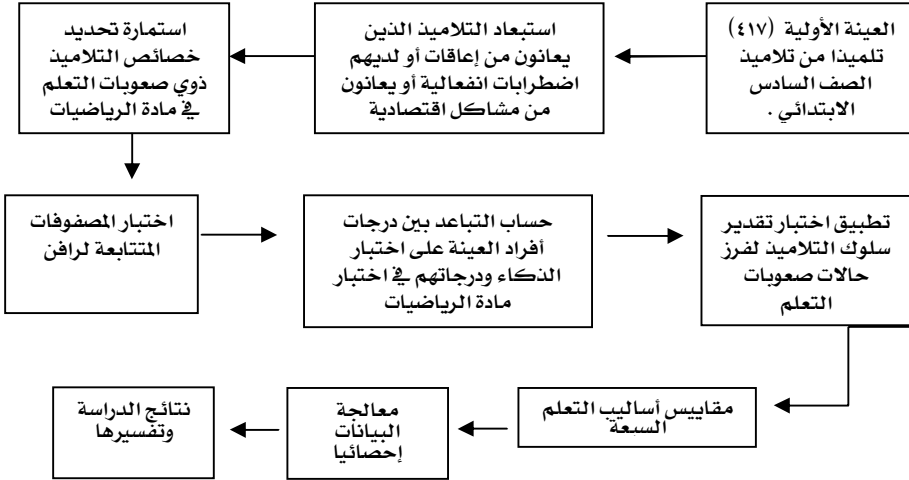 العينة الأولية (٤١٧)
تلميذا من تلاميذ
الصف السادس
الابتدائي .
استبعاد التلاميذ الذين
يعانون من إعاقات أو لديهم
اضطرابات انفعالية أو يعانون
من مشاكل اقتصادية
استمارة تحديد
خصائص التلاميذ
ذوي صعوبات التعلم
في مادة الرياضيات
اختبار المصفوفات
المتتابعة لرافن
حساب التباعد بين درجات
أفراد العينة على اختبار
الذكاء ودرجاتهم في اختبار
مادة الرياضيات
تطبيق اختبار تقدير
سلوك التلاميذ لفرز
حالات صعوبات
التعلم
مقاييس أساليب التعلم
السبعة
معالجة
البيانات
إحصائيا
نتائج الدراسة
وتفسيرها